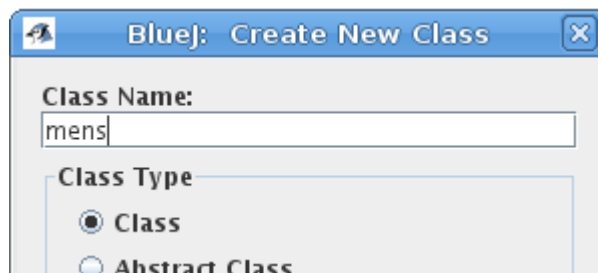 BlueJ: Create New Class
Class Name:
mens
Class Type
Class
Abstract Class